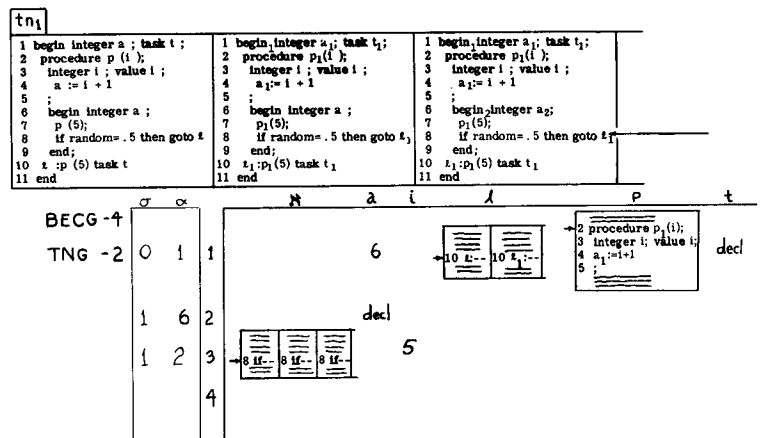 tn1
1 begin integer a ; task t ;
2 procedure p (i );
3 integer i ; value i ;
4 a := i + 1
5 ;
6 begin integer a ;
7 p (5);
8 if random= . 5 then goto ℓ
9 end;
10 ℓ :p (5) task t
11 end
1 begin1 integer a1; task t1;
2 procedure p1(i );
3 integer i ; value i ;
4 a1:= i + 1
5 ;
6 begin integer a ;
7 p1(5);
8 if random= . 5 then goto ℓ1
9 end;
10 ℓ1 :p1(5) task t1
11 end
1 begin1 integer a1; task t1;
2 procedure p1(i );
3 integer i ; value i ;
4 a1:= i + 1
5 ;
6 begin2 integer a2;
7 p1(5);
8 if random= . 5 then goto ℓ1
9 end;
10 ℓ1 :p1(5) task t1
11 end
σ α ℵ a i ℓ p t
BECG -4
TNG -2 0 1 1 6 10 ℓ:-- 10 ℓ1:-- decl
2 procedure p1(i);
3 integer i; value i;
4 a1:=i+1
5 ;
1 6 2 decl
1 2 3 8 if-- 8 if-- 8 if-- 5
4